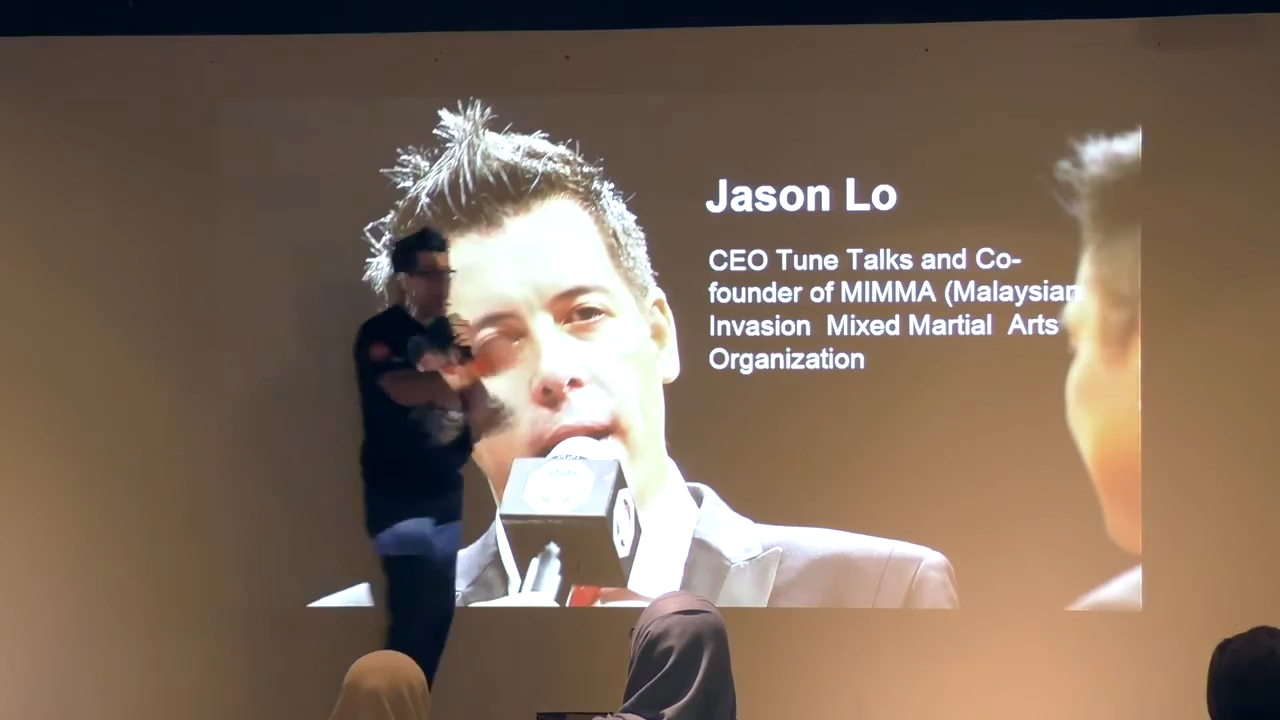 Jason Lo
CEO Tune Talks and Co-
founder of MIMMA (Malaysian
Invasion Mixed Martial Arts
Organization